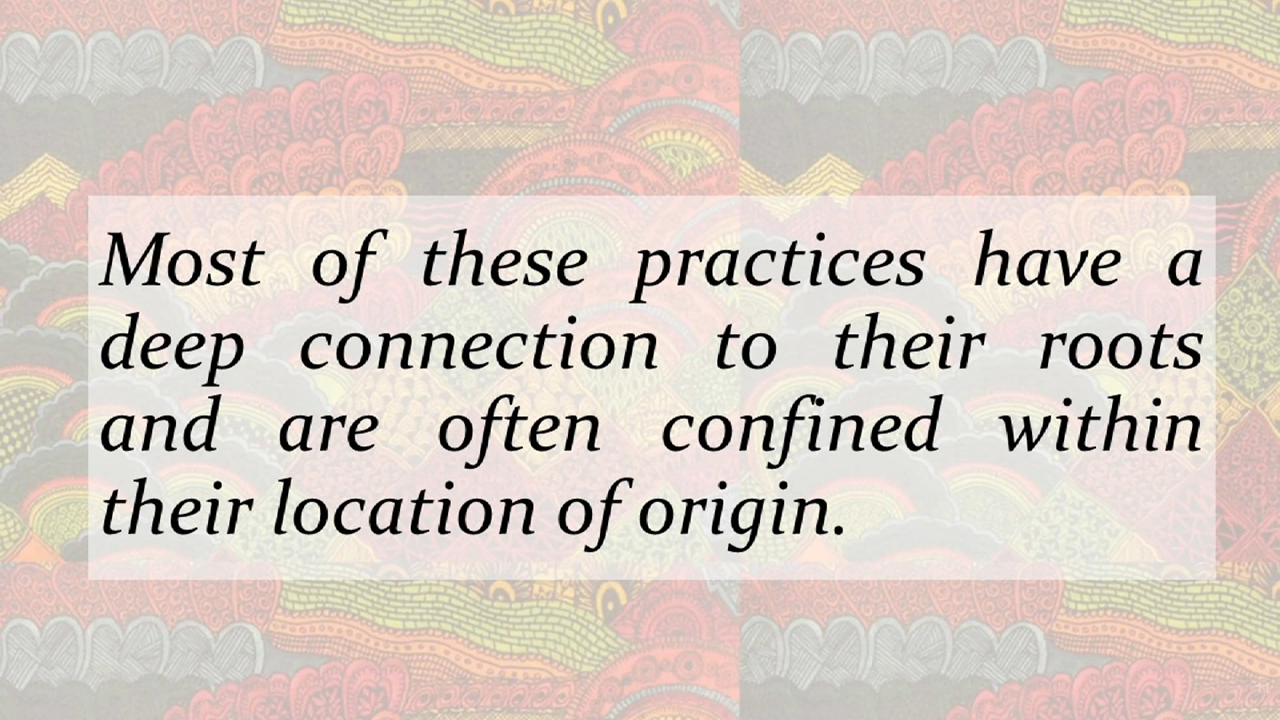 Most of these practices have a
deep connection to their roots
and are often confined within
their location of origin.